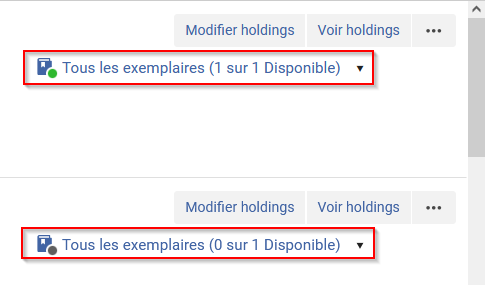 Modifier holdings Voir holdings •••
Tous les exemplaires (1 sur 1 Disponible) ▼
Modifier holdings Voir holdings •••
Tous les exemplaires (0 sur 1 Disponible) ▼